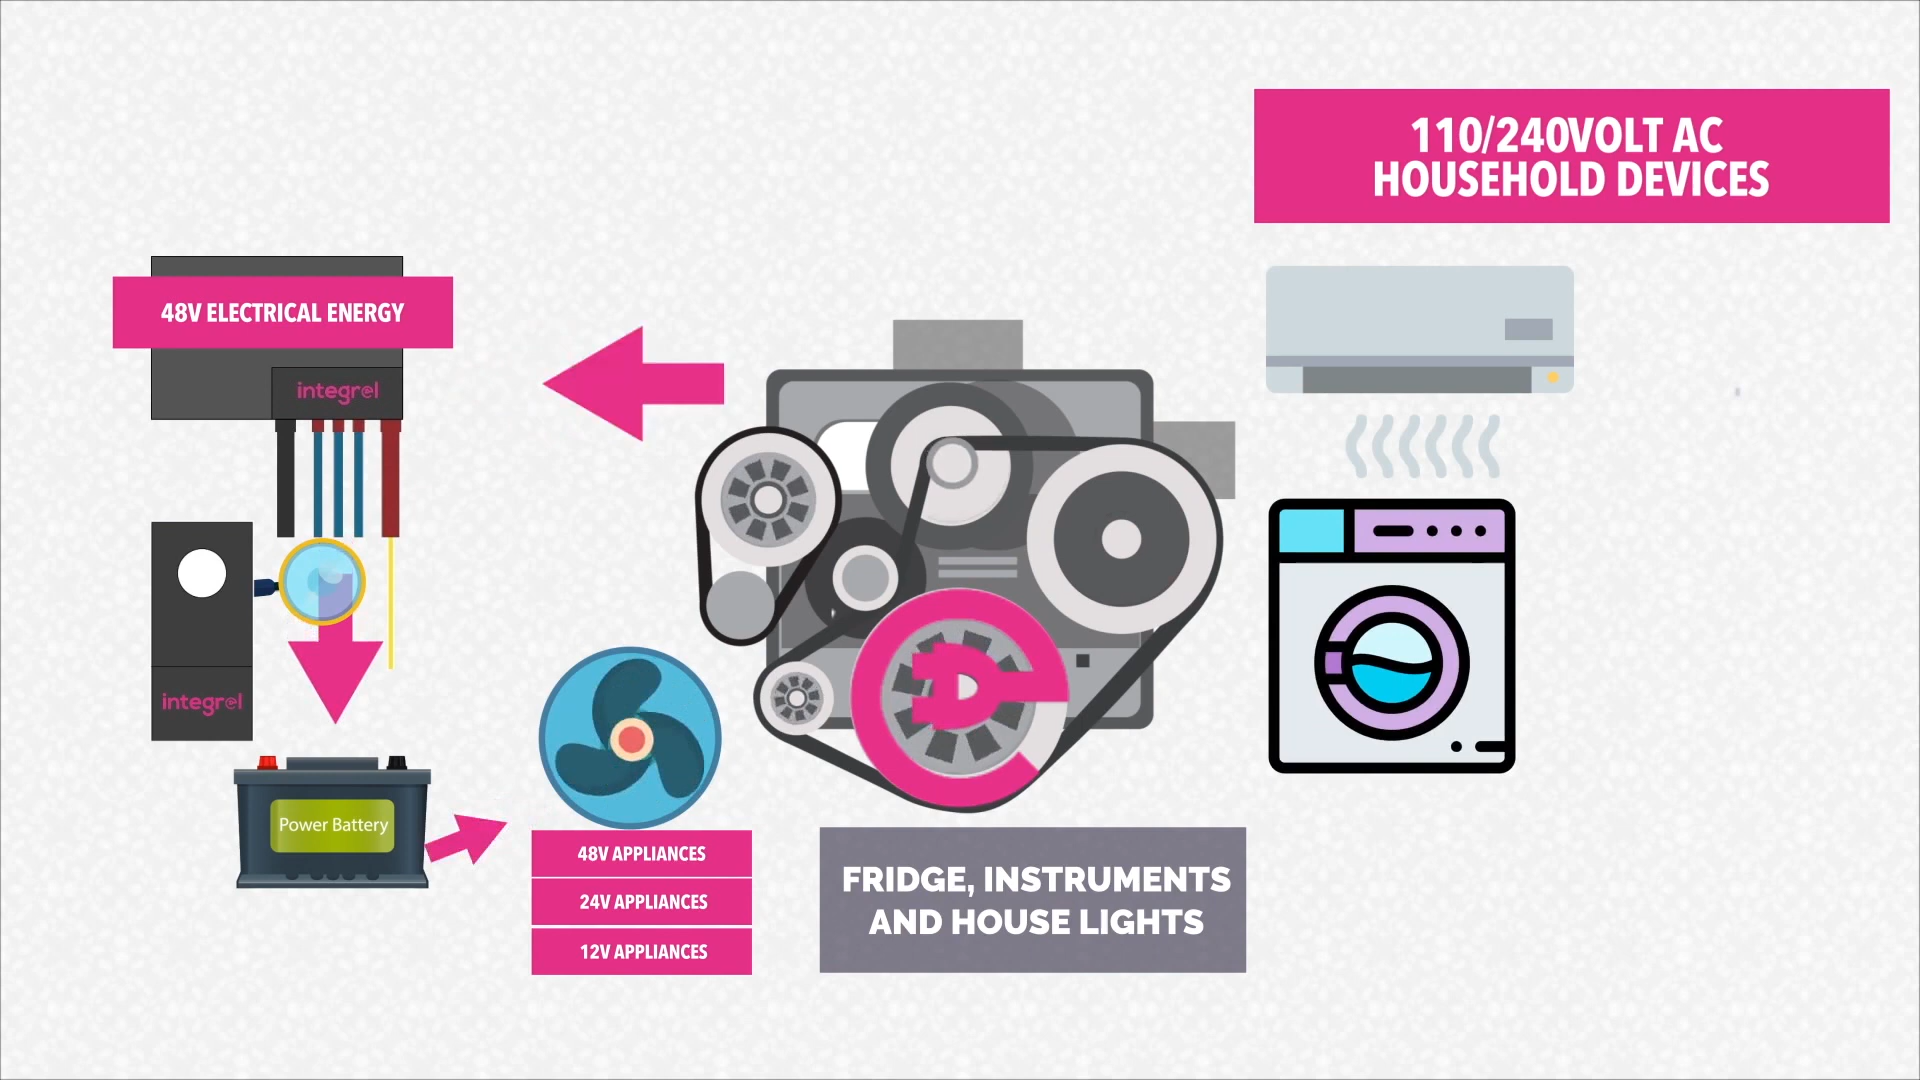 110/240VOLT AC
HOUSEHOLD DEVICES
48V ELECTRICAL ENERGY
integrel
integrel
Power Battery
48V APPLIANCES
24V APPLIANCES
12V APPLIANCES
FRIDGE, INSTRUMENTS
AND HOUSE LIGHTS